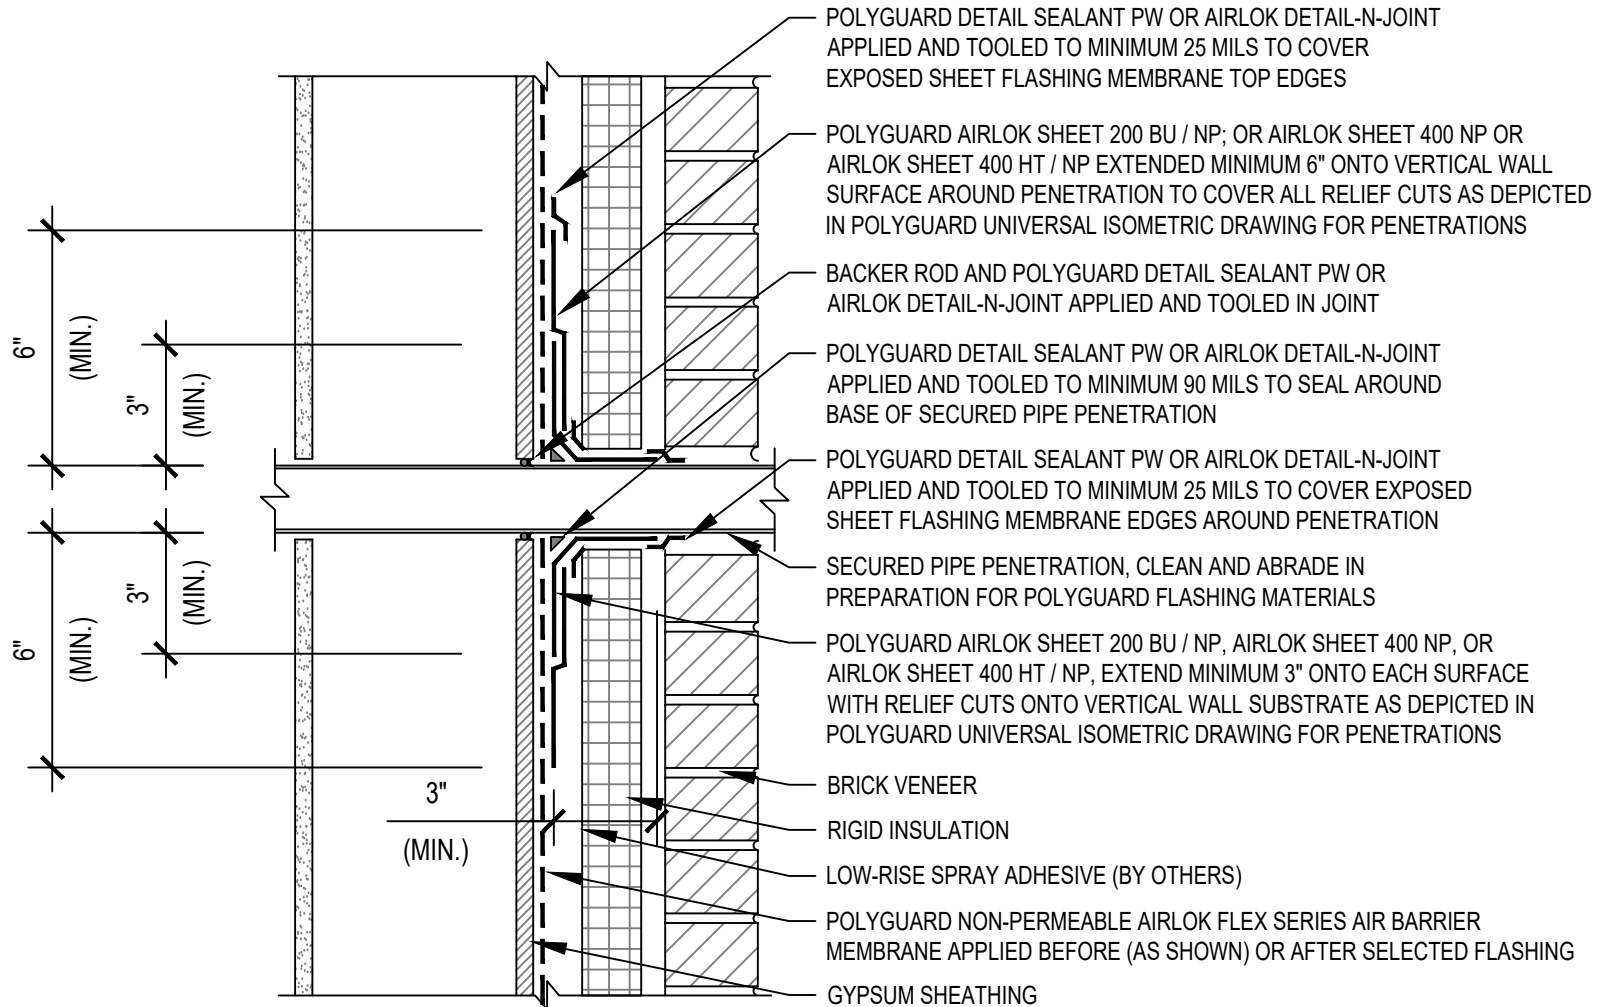 POLYGUARD DETAIL SEALANT PW OR AIRLOK DETAIL-N-JOINT
APPLIED AND TOOLED TO MINIMUM 25 MILS TO COVER
EXPOSED SHEET FLASHING MEMBRANE TOP EDGES
POLYGUARD AIRLOK SHEET 200 BU / NP; OR AIRLOK SHEET 400 NP OR
AIRLOK SHEET 400 HT / NP EXTENDED MINIMUM 6" ONTO VERTICAL WALL
SURFACE AROUND PENETRATION TO COVER ALL RELIEF CUTS AS DEPICTED
IN POLYGUARD UNIVERSAL ISOMETRIC DRAWING FOR PENETRATIONS
BACKER ROD AND POLYGUARD DETAIL SEALANT PW OR
AIRLOK DETAIL-N-JOINT APPLIED AND TOOLED IN JOINT
POLYGUARD DETAIL SEALANT PW OR AIRLOK DETAIL-N-JOINT
APPLIED AND TOOLED TO MINIMUM 90 MILS TO SEAL AROUND
BASE OF SECURED PIPE PENETRATION
POLYGUARD DETAIL SEALANT PW OR AIRLOK DETAIL-N-JOINT
APPLIED AND TOOLED TO MINIMUM 25 MILS TO COVER EXPOSED
SHEET FLASHING MEMBRANE EDGES AROUND PENETRATION
SECURED PIPE PENETRATION, CLEAN AND ABRADE IN
PREPARATION FOR POLYGUARD FLASHING MATERIALS
POLYGUARD AIRLOK SHEET 200 BU / NP, AIRLOK SHEET 400 NP, OR
AIRLOK SHEET 400 HT / NP, EXTEND MINIMUM 3" ONTO EACH SURFACE
WITH RELIEF CUTS ONTO VERTICAL WALL SUBSTRATE AS DEPICTED IN
POLYGUARD UNIVERSAL ISOMETRIC DRAWING FOR PENETRATIONS
BRICK VENEER
RIGID INSULATION
LOW-RISE SPRAY ADHESIVE (BY OTHERS)
POLYGUARD NON-PERMEABLE AIRLOK FLEX SERIES AIR BARRIER
MEMBRANE APPLIED BEFORE (AS SHOWN) OR AFTER SELECTED FLASHING
GYPSUM SHEATHING
6"
(MIN.)
3"
(MIN.)
3"
(MIN.)
6"
(MIN.)
3"
(MIN.)